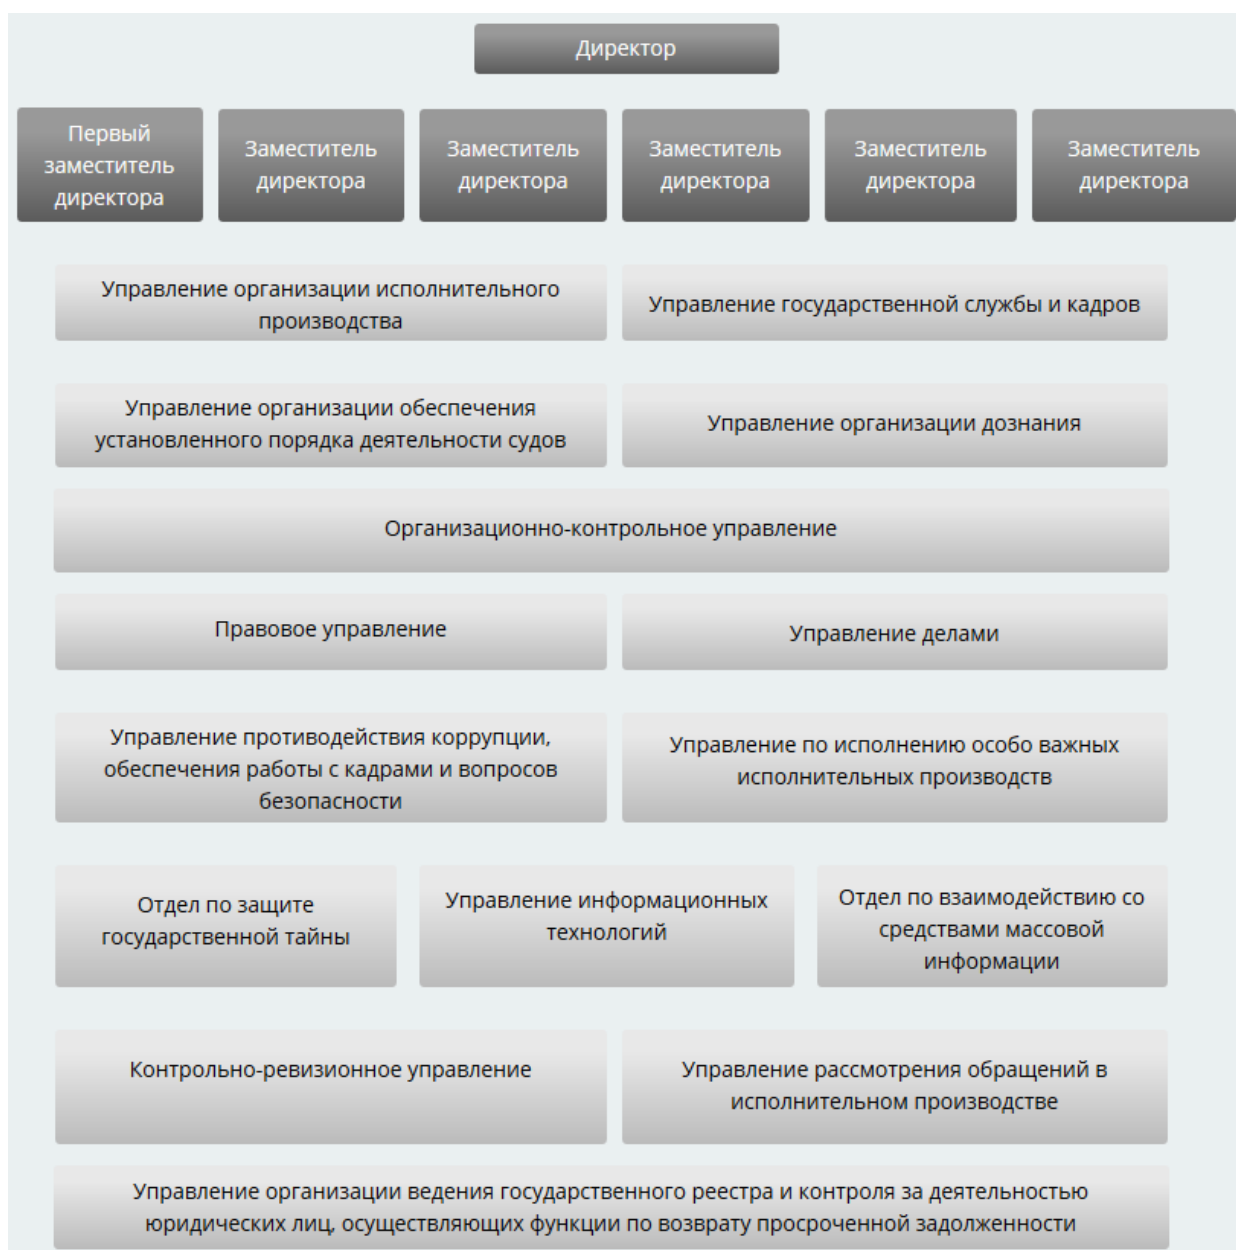 Директор
Первый
заместитель
директора
Заместитель
директора
Заместитель
директора
Заместитель
директора
Заместитель
директора
Заместитель
директора
Управление организации исполнительного
производства
Управление государственной службы и кадров
Управление организации обеспечения
установленного порядка деятельности судов
Управление организации дознания
Организационно-контрольное управление
Правовое управление
Управление делами
Управление противодействия коррупции,
обеспечения работы с кадрами и вопросов
безопасности
Управление по исполнению особо важных
исполнительных производств
Отдел по защите
государственной тайны
Управление информационных
технологий
Отдел по взаимодействию со
средствами массовой
информации
Контрольно-ревизионное управление
Управление рассмотрения обращений в
исполнительном производстве
Управление организации ведения государственного реестра и контроля за деятельностью
юридических лиц, осуществляющих функции по возврату просроченной задолженности